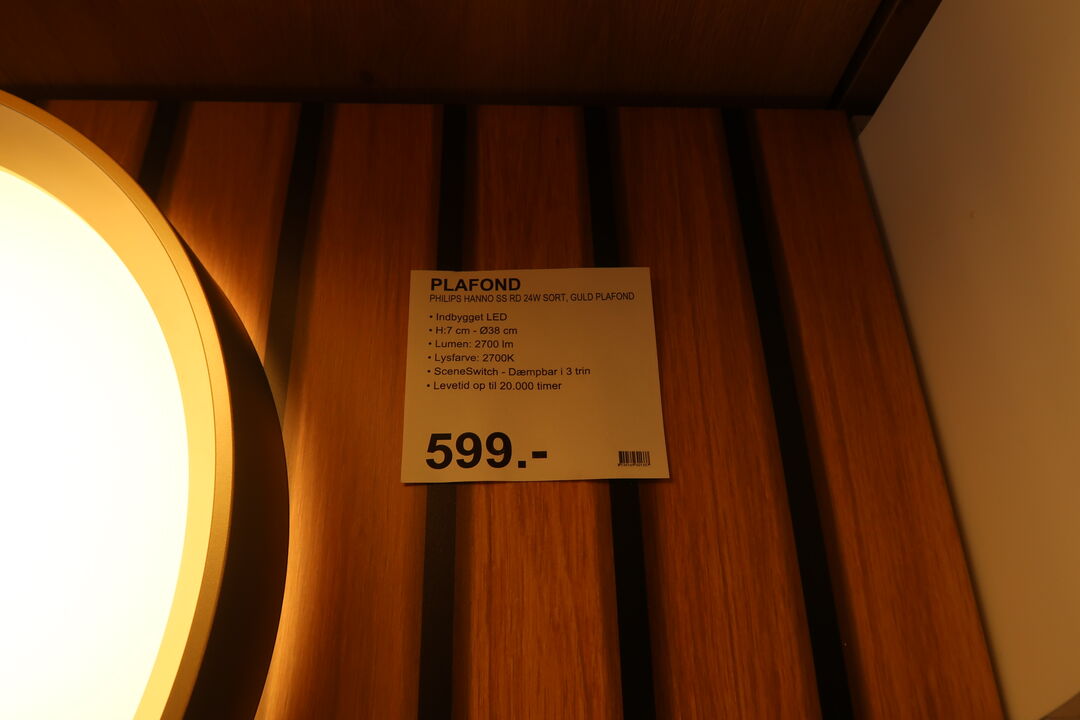 PLAFOND
PHILIPS HANNO SS RD 24W SORT, GULD PLAFOND
• Indbygget LED
• H:7 cm - Ø38 cm
• Lumen: 2700 lm
• Lysfarve: 2700K
• SceneSwitch - Dæmpbar i 3 trin
• Levetid op til 20.000 timer
599.-